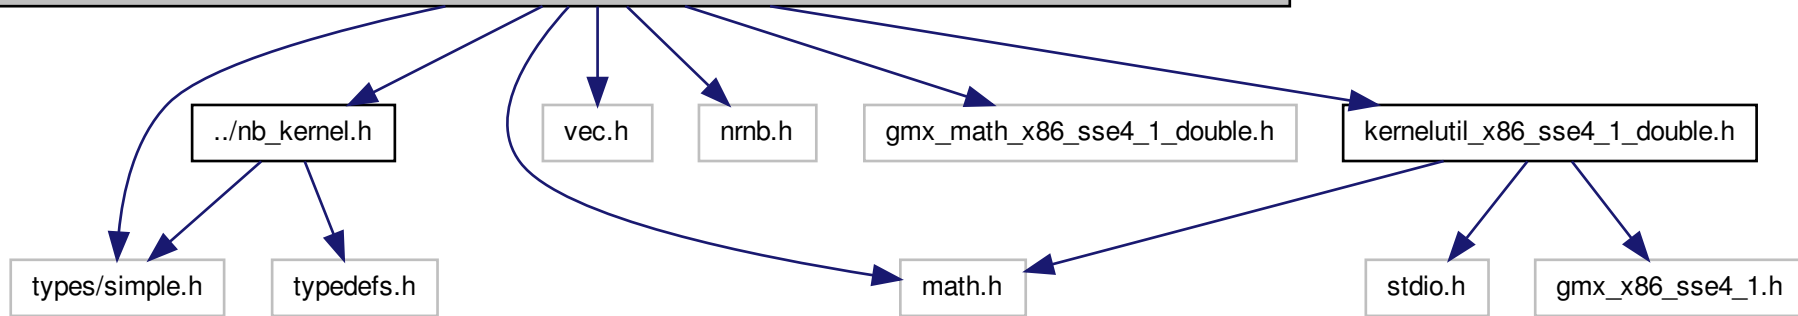 ../nb_kernel.h
vec.h
nrnb.h
gmx_math_x86_sse4_1_double.h
kernelutil_x86_sse4_1_double.h
types/simple.h
typedefs.h
math.h
stdio.h
gmx_x86_sse4_1.h